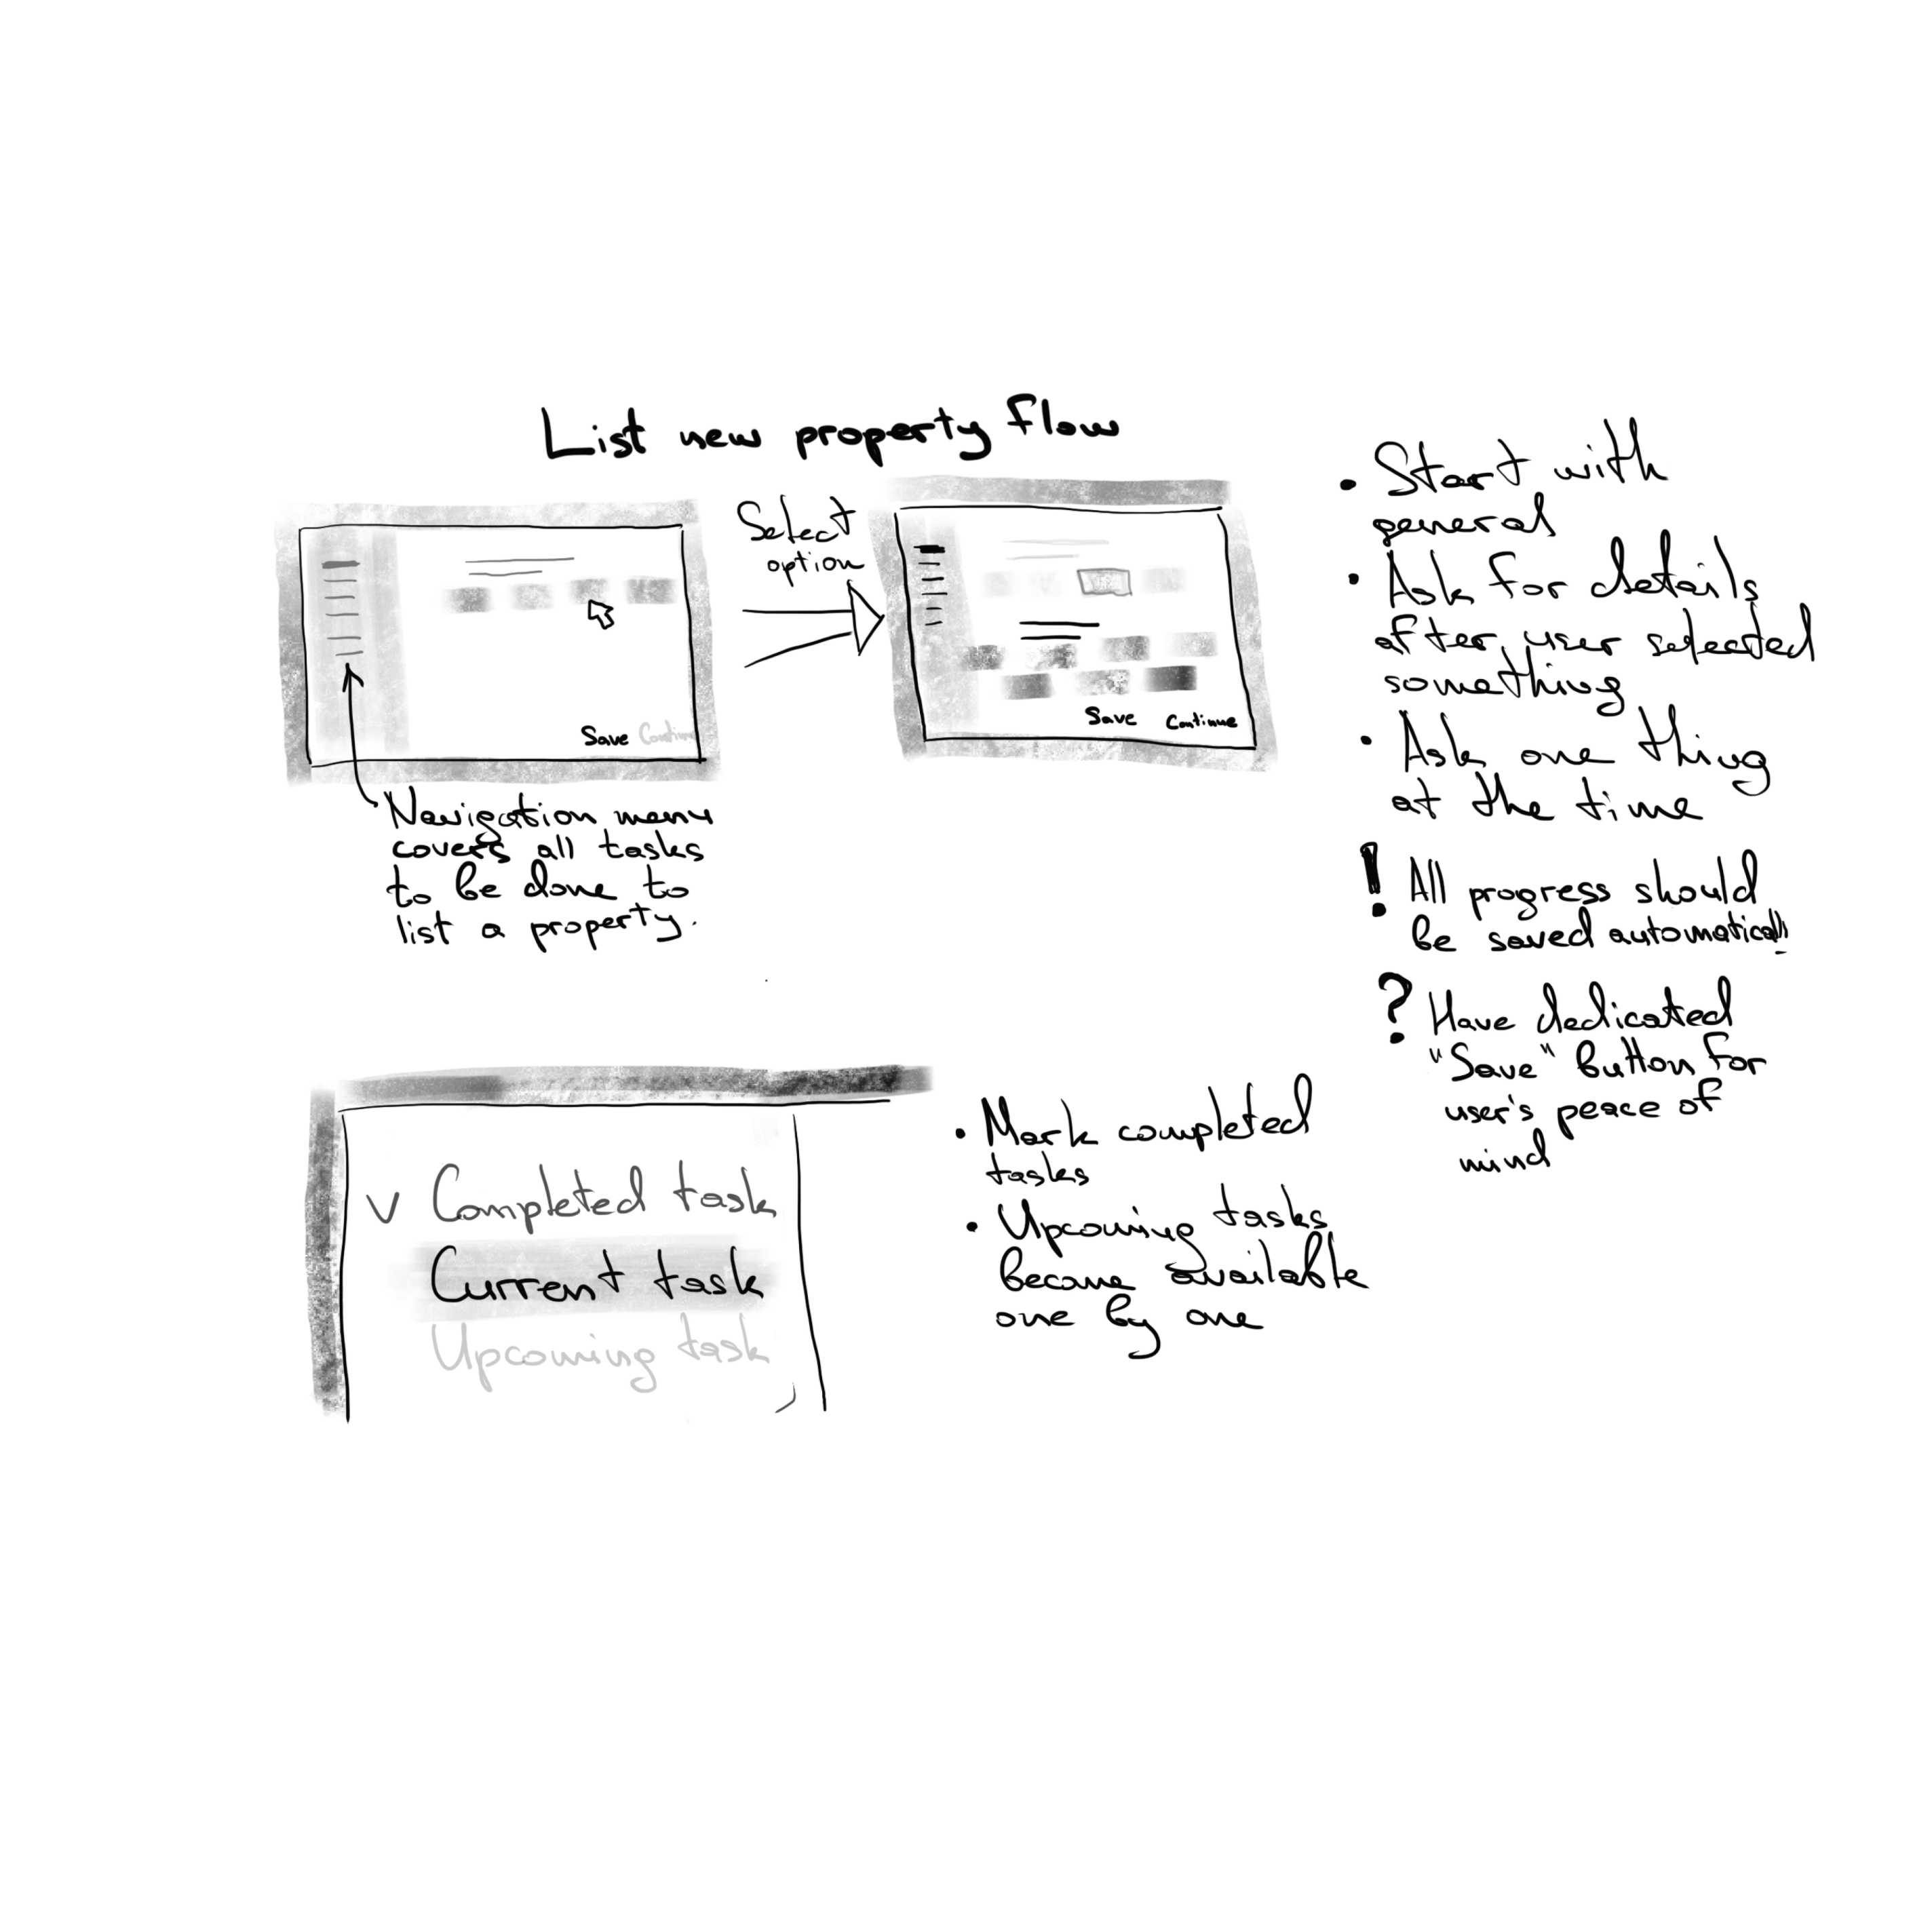 List new property flow
Select
option
Save Continue
Save Continue
Navigation menu
covers all tasks
to be done to
list a property.
• Start with
general
• Ask for details
after user selected
something
• Ask one thing
at the time
! All progress should
be saved automatically
? Have dedicated
"Save" button for
user's peace of
mind
v Completed task
Current task
Upcoming task
• Mark completed
tasks
• Upcoming tasks
become available
one by one